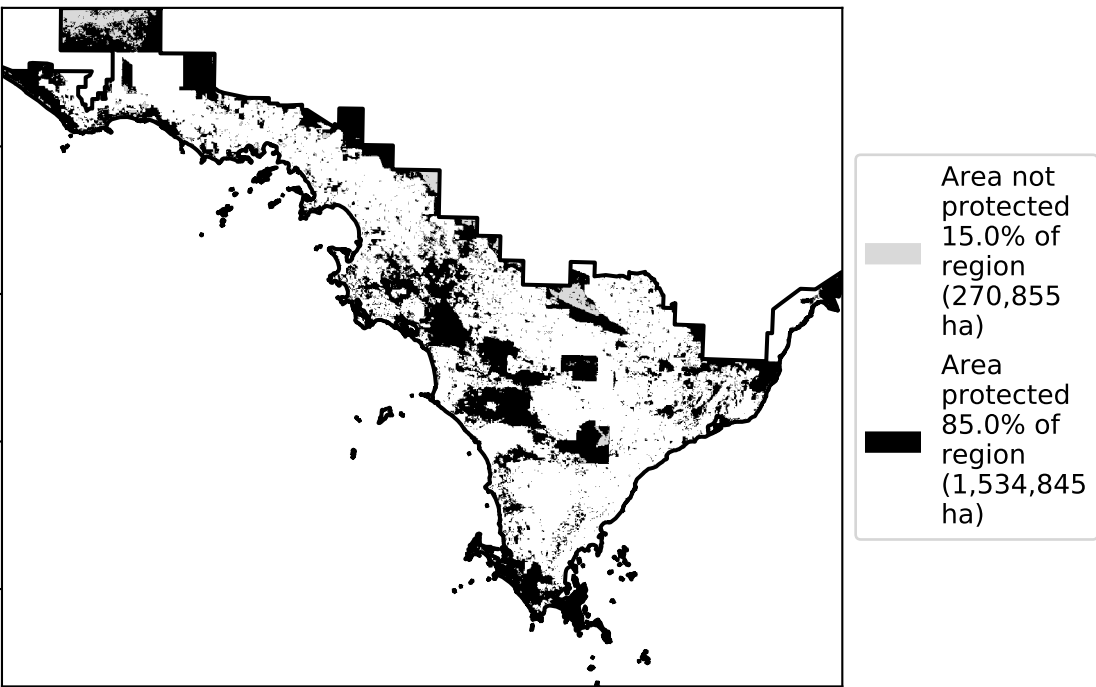 Area not
protected
15.0% of
region
(270,855
ha)
Area
protected
85.0% of
region
(1,534,845
ha)